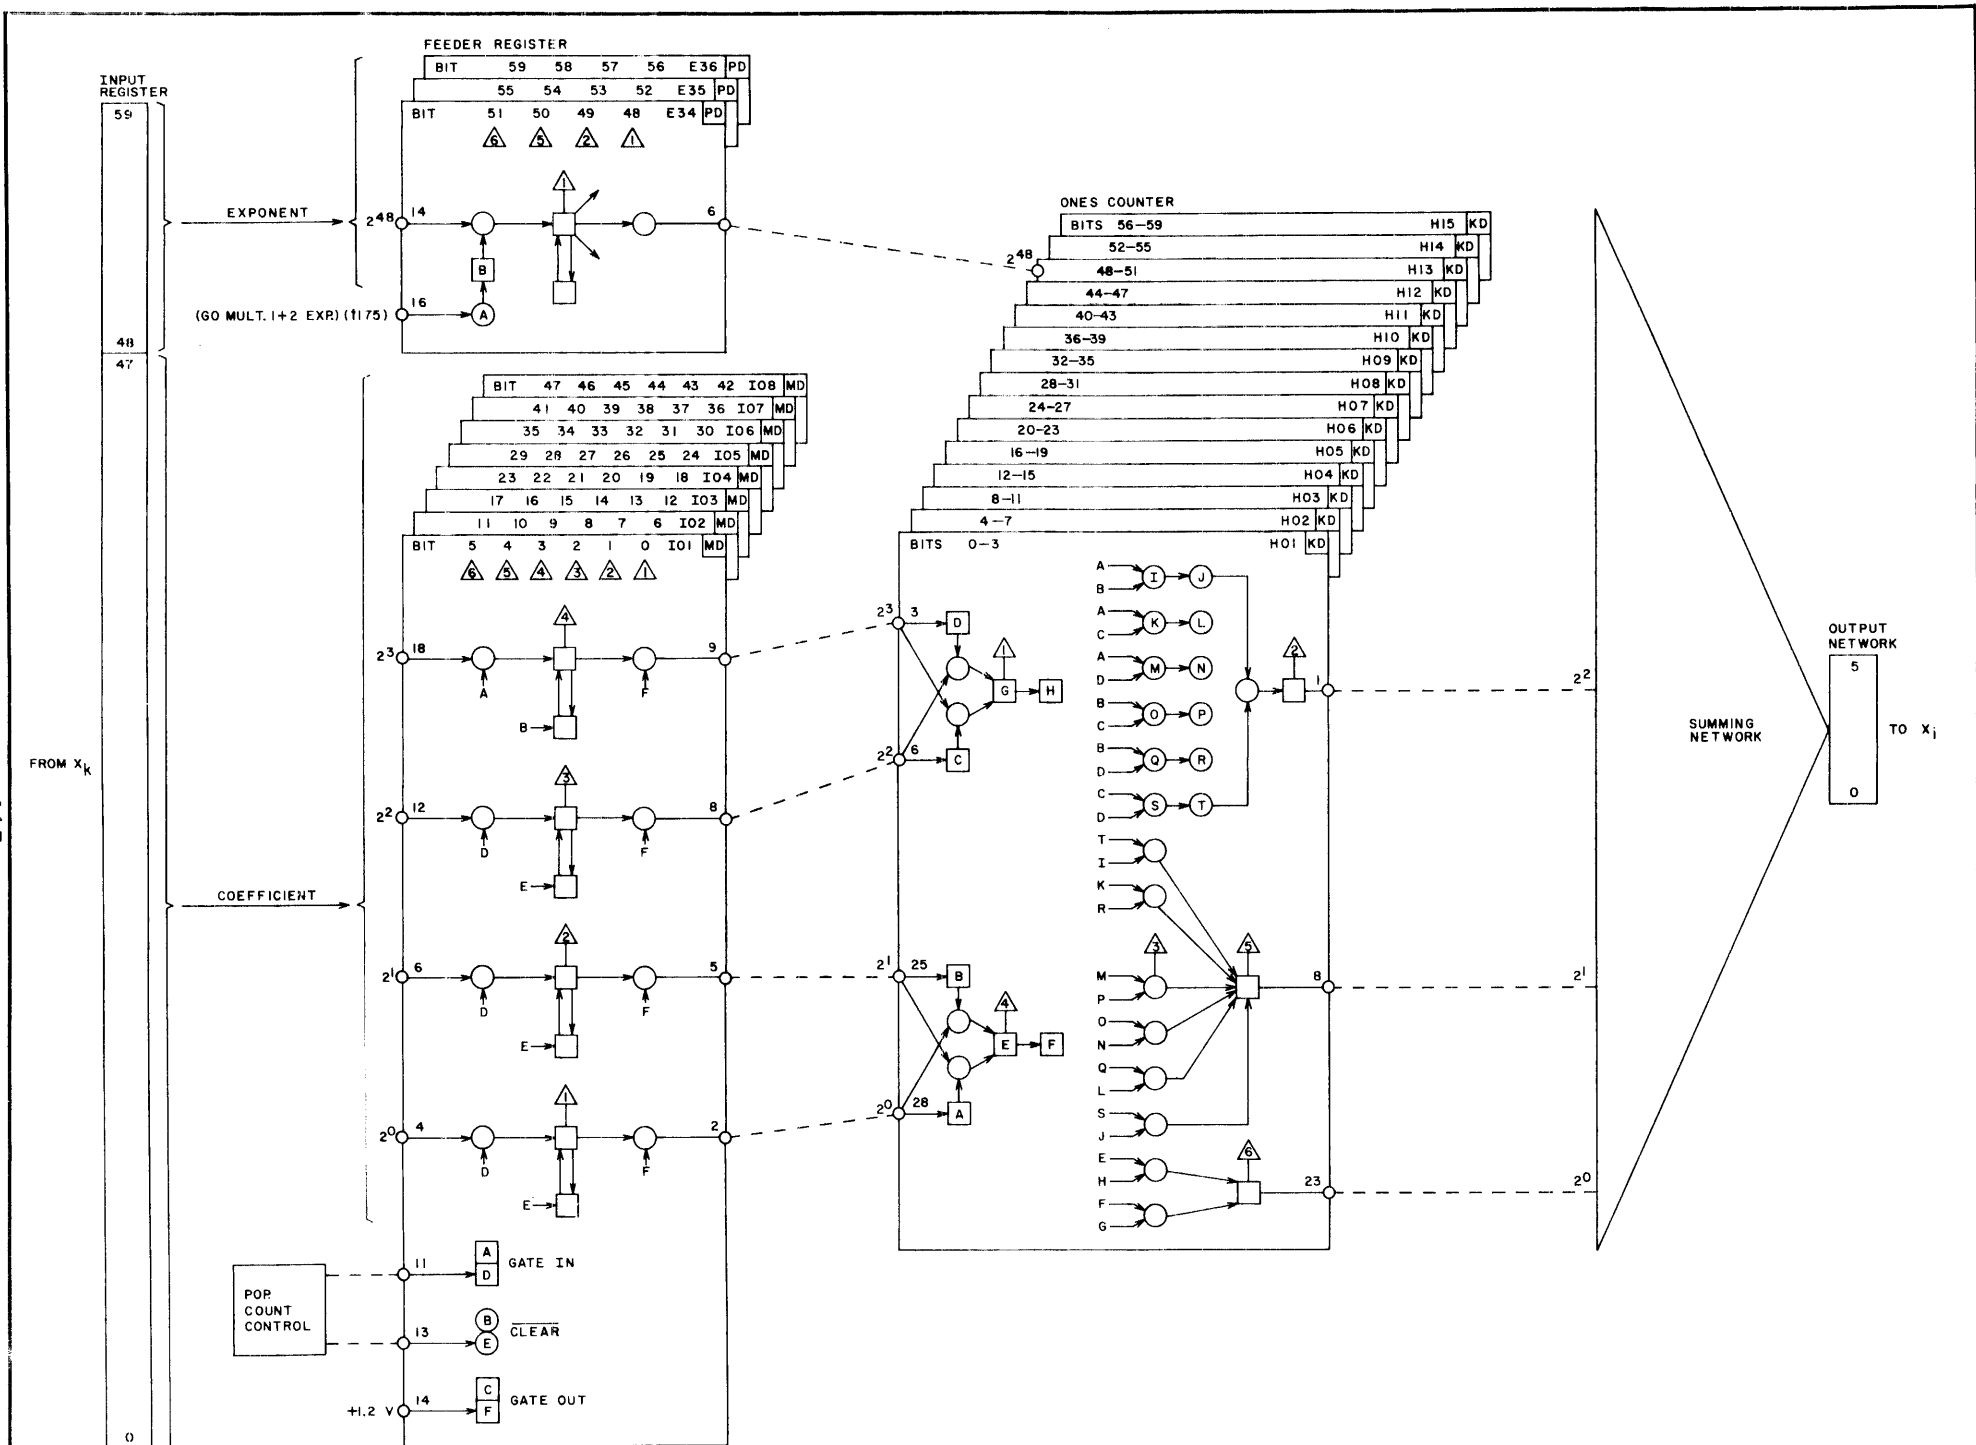 FEEDER REGISTER
BIT 59 58 57 56 E36 PD
55 54 53 52 E35 PD
BIT 51 50 49 48 E34 PD
6 5 2 1
INPUT
REGISTER
59
48
47
0
FROM Xk
EXPONENT
2^48 14
1
6
B
(GO MULT. 1+2 EXP.) (T175) 16 A
COEFFICIENT
BIT 47 46 45 44 43 42 I08 MD
41 40 39 38 37 36 I07 MD
35 34 33 32 31 30 I06 MD
29 28 27 26 25 24 I05 MD
23 22 21 20 19 18 I04 MD
17 16 15 14 13 12 I03 MD
11 10 9 8 7 6 I02 MD
BIT 5 4 3 2 1 0 I01 MD
6 5 4 3 2 1
4
2^3 18 9
A F
B
3
2^2 12 8
D F
E
2
2^1 6 5
D F
E
1
2^0 4 2
D F
E
POP.
COUNT
CONTROL
11 A D GATE IN
13 B E CLEAR
+1.2 V 14 C F GATE OUT
ONES COUNTER
BITS 56–59 H15 KD
52–55 H14 KD
2^48 48–51 H13 KD
44–47 H12 KD
40–43 H11 KD
36–39 H10 KD
32–35 H09 KD
28–31 H08 KD
24–27 H07 KD
20–23 H06 KD
16–19 H05 KD
12–15 H04 KD
8–11 H03 KD
4–7 H02 KD
BITS 0–3 H01 KD
2^3 3 D
1
G H
2^2 6 C
2^1 25 B
4
E F
2^0 28 A
A
B I J
A
C K L
A
D M N
B
C O P
B
D Q R
C
D S T
2
1
T
I
K
R
3
M
P
5
8
O
N
Q
L
S
J
E
H
6
23
F
G
2^2
2^1
2^0
SUMMING
NETWORK
OUTPUT
NETWORK
5
0
TO Xi